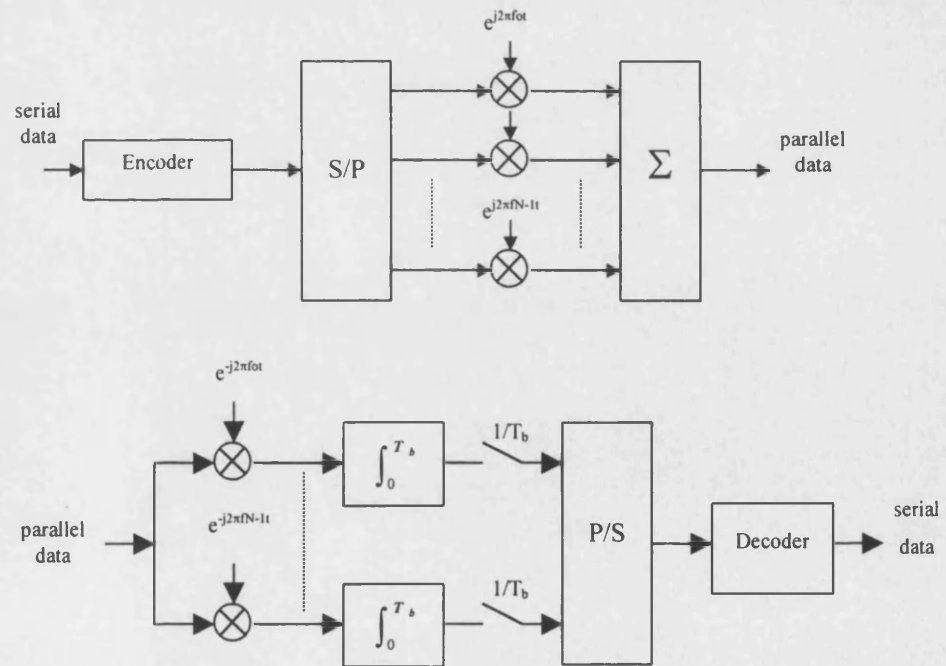 e^{j2πfot}
serial
data
Encoder
S/P
Σ
parallel
data
e^{j2πfN-1t}
e^{-j2πfot}
∫_0^{T_b}
1/T_b
parallel
data
e^{-j2πfN-1t}
P/S
Decoder
serial
data
∫_0^{T_b}
1/T_b